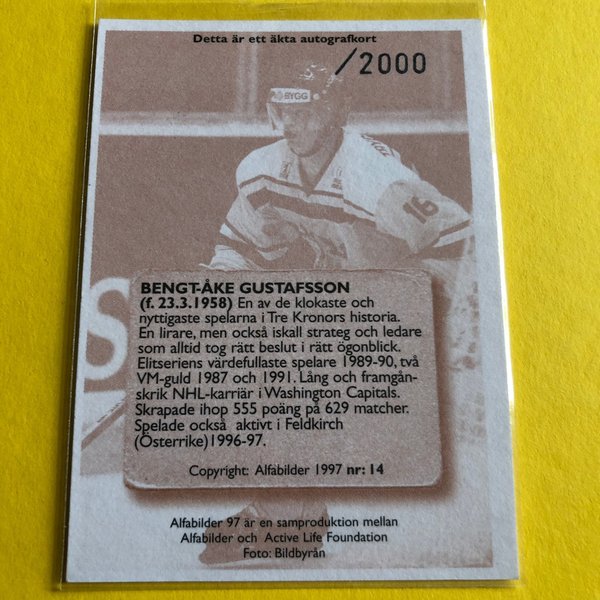 Detta är ett äkta autografkort
/2000
BYGG
16
BENGT-ÅKE GUSTAFSSON
(f. 23.3.1958) En av de klokaste och
nyttigaste spelarna i Tre Kronors historia.
En lirare, men också iskall strateg och ledare
som alltid tog rätt beslut i rätt ögonblick.
Elitseriens värdefullaste spelare 1989-90, två
VM-guld 1987 och 1991. Lång och framgån-
skrik NHL-karriär i Washington Capitals.
Skrapade ihop 555 poäng på 629 matcher.
Spelade också aktivt i Feldkirch
(Österrike)1996-97.
Copyright: Alfabilder 1997 nr: 14
Alfabilder 97 är en samproduktion mellan
Alfabilder och Active Life Foundation
Foto: Bildbyrån